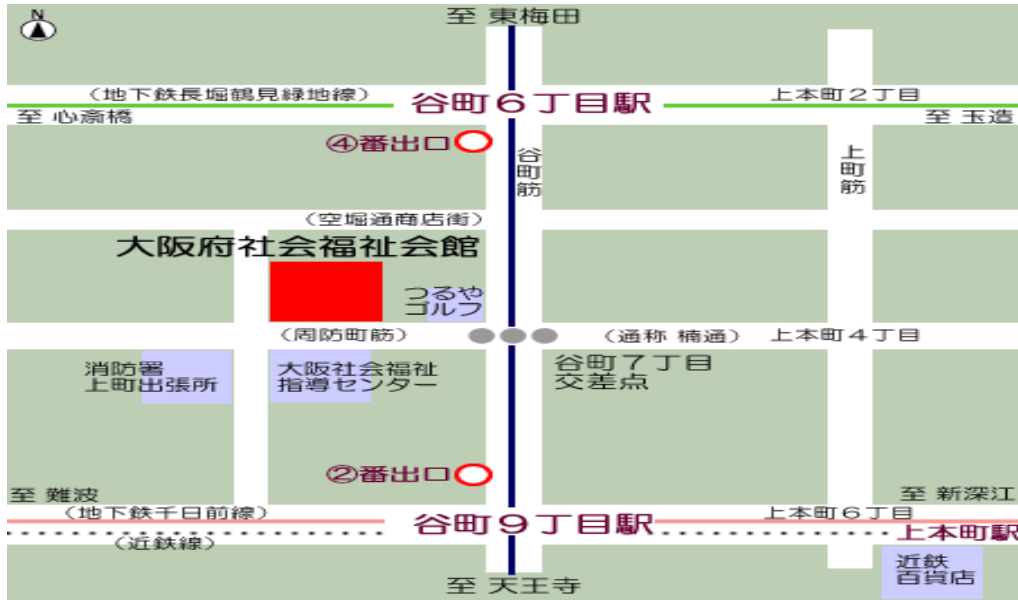 N
至 東梅田
(地下鉄長堀鶴見緑地線)
谷町6丁目駅
上本町2丁目
至 心斎橋
至 玉造
④番出口
谷町筋
上町筋
(空堀通商店街)
大阪府社会福祉会館
つるや
ゴルフ
(周防町筋)
(通称 楠通)
上本町4丁目
消防署
上町出張所
大阪社会福祉
指導センター
谷町7丁目
交差点
②番出口
至 難波
至 新深江
(地下鉄千日前線)
谷町9丁目駅
上本町6丁目
(近鉄線)
上本町駅
近鉄
百貨店
至 天王寺